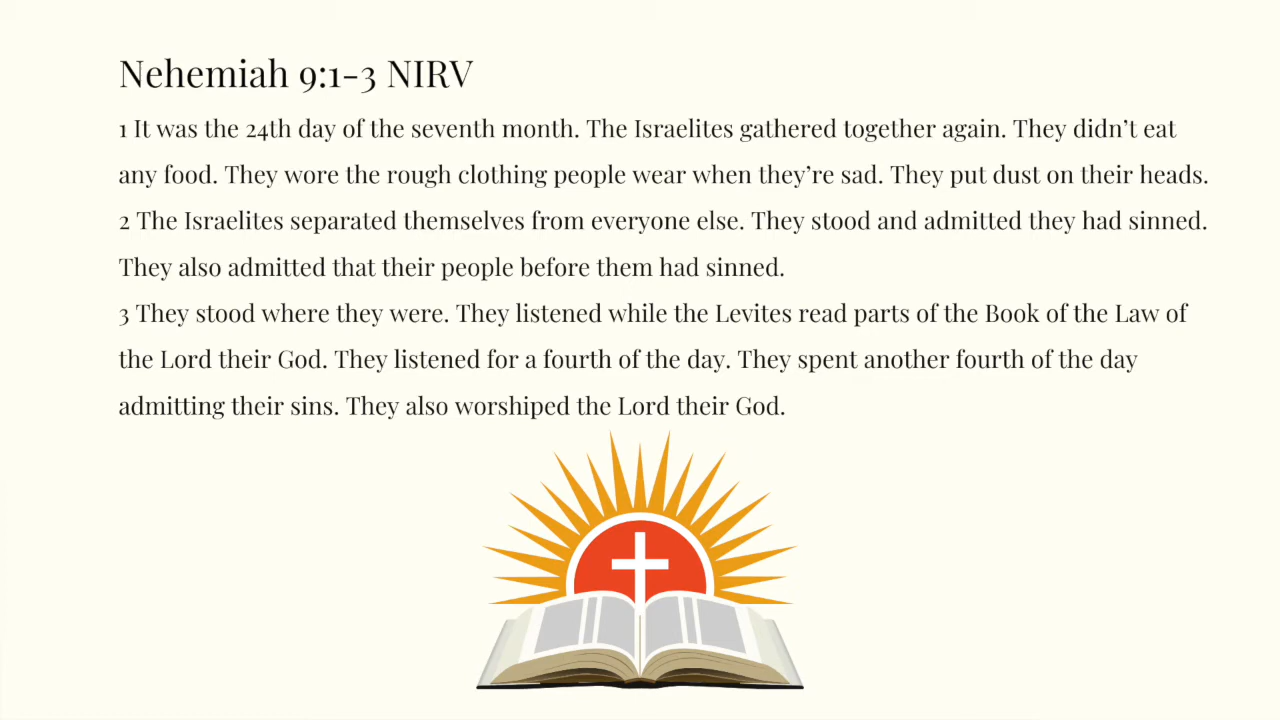 Nehemiah 9:1-3 NIRV
1 It was the 24th day of the seventh month. The Israelites gathered together again. They didn’t eat
any food. They wore the rough clothing people wear when they’re sad. They put dust on their heads.
2 The Israelites separated themselves from everyone else. They stood and admitted they had sinned.
They also admitted that their people before them had sinned.
3 They stood where they were. They listened while the Levites read parts of the Book of the Law of
the Lord their God. They listened for a fourth of the day. They spent another fourth of the day
admitting their sins. They also worshiped the Lord their God.